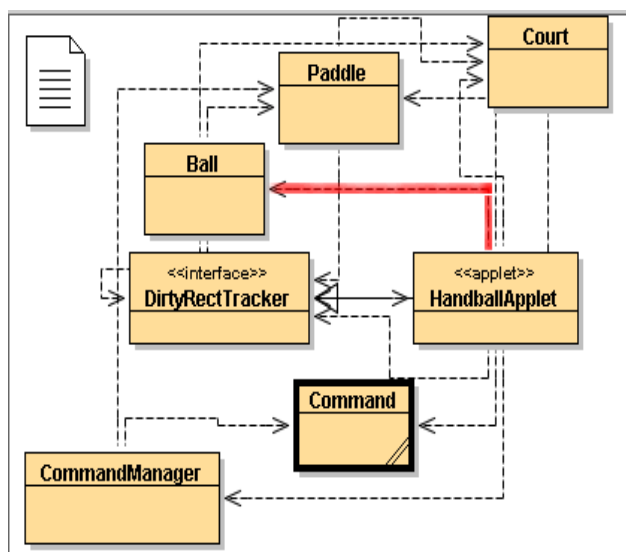 Court
Paddle
Ball
<<interface>>
DirtyRectTracker
<<applet>>
HandballApplet
Command
CommandManager